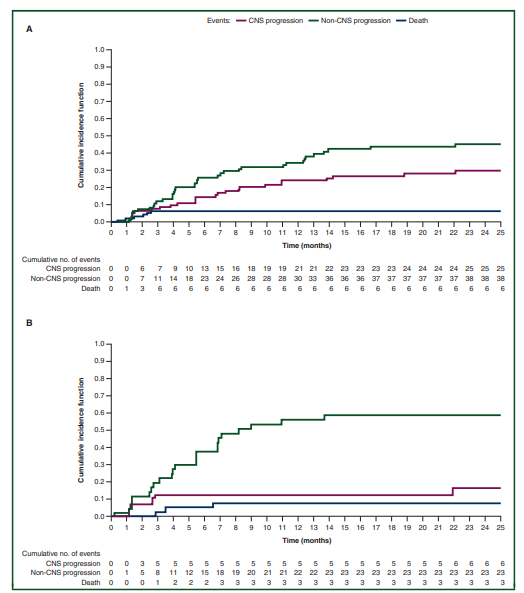 Events: CNS progression Non-CNS progression Death
A
Cumulative incidence function
1.0
0.9
0.8
0.7
0.6
0.5
0.4
0.3
0.2
0.1
0.0
0 1 2 3 4 5 6 7 8 9 10 11 12 13 14 15 16 17 18 19 20 21 22 23 24 25
Time (months)
Cumulative no. of events
CNS progression 0 0 6 7 9 10 13 15 16 18 19 19 21 21 22 23 23 23 23 24 24 24 24 25 25 25
Non-CNS progression 0 0 7 11 14 18 23 24 26 28 28 28 30 33 36 36 36 37 37 37 37 37 37 38 38 38
Death 0 1 3 6 6 6 6 6 6 6 6 6 6 6 6 6 6 6 6 6 6 6 6 6 6 6
B
Cumulative incidence function
1.0
0.9
0.8
0.7
0.6
0.5
0.4
0.3
0.2
0.1
0.0
0 1 2 3 4 5 6 7 8 9 10 11 12 13 14 15 16 17 18 19 20 21 22 23 24 25
Time (months)
Cumulative no. of events
CNS progression 0 0 3 5 5 5 5 5 5 5 5 5 5 5 5 5 5 5 5 5 5 5 6 6 6 6
Non-CNS progression 0 1 5 8 11 12 15 18 19 20 21 21 22 22 23 23 23 23 23 23 23 23 23 23 23 23
Death 0 0 0 1 2 2 2 3 3 3 3 3 3 3 3 3 3 3 3 3 3 3 3 3 3 3